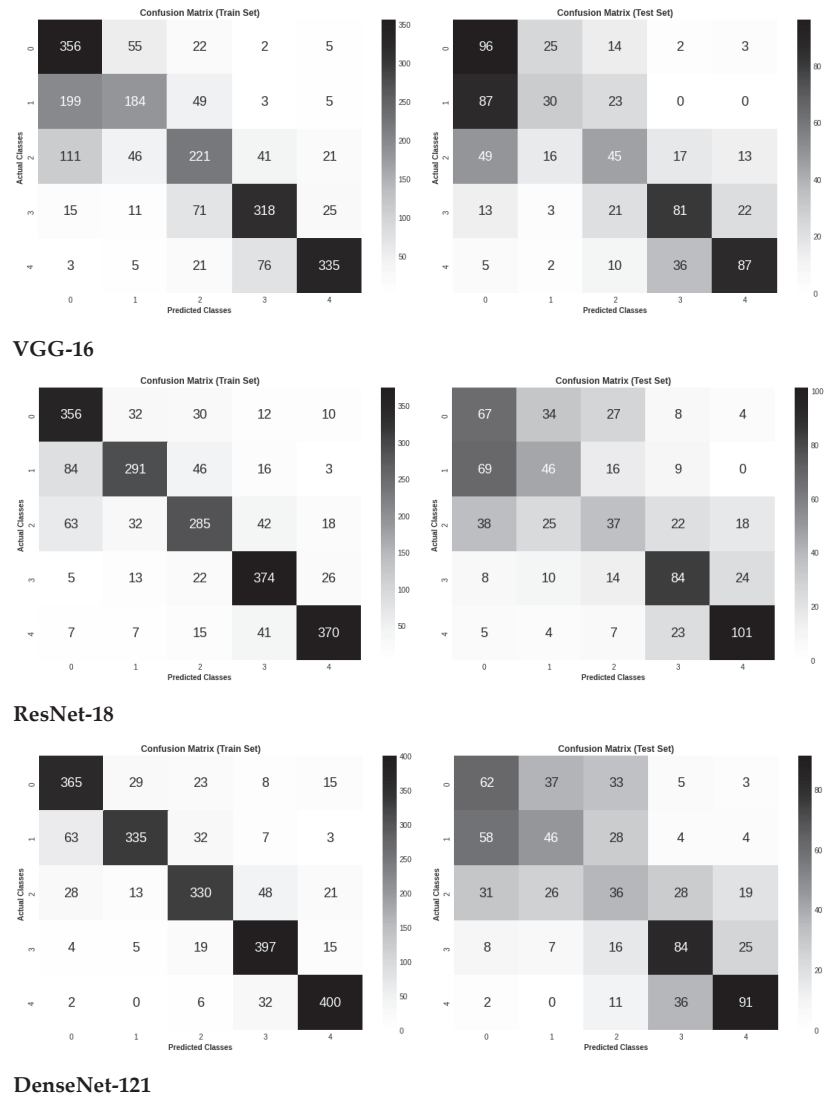 Confusion Matrix (Train Set) Confusion Matrix (Test Set)
0 356 55 22 2 5 350 0 96 25 14 2 3
300 80
1 199 184 49 3 5 1 87 30 23 0 0
250 60
Actual Classes 2 111 46 221 41 21 200 Actual Classes 2 49 16 45 17 13
150 40
3 15 11 71 318 25 3 13 3 21 81 22
100 20
4 3 5 21 76 335 50 4 5 2 10 36 87
0
0 1 2 3 4 0 1 2 3 4
Predicted Classes Predicted Classes
VGG-16
Confusion Matrix (Train Set) Confusion Matrix (Test Set)
100
0 356 32 30 12 10 350 0 67 34 27 8 4
300 80
1 84 291 46 16 3 1 69 46 16 9 0
250 60
Actual Classes 2 63 32 285 42 18 200 Actual Classes 2 38 25 37 22 18
150 40
3 5 13 22 374 26 3 8 10 14 84 24
100 20
4 7 7 15 41 370 50 4 5 4 7 23 101
0
0 1 2 3 4 0 1 2 3 4
Predicted Classes Predicted Classes
ResNet-18
Confusion Matrix (Train Set) Confusion Matrix (Test Set)
400
0 365 29 23 8 15 350 0 62 37 33 5 3 80
300
1 63 335 32 7 3 1 58 46 28 4 4
250 60
Actual Classes 2 28 13 330 48 21 200 Actual Classes 2 31 26 36 28 19
150 40
3 4 5 19 397 15 3 8 7 16 84 25
100 20
4 2 0 6 32 400 50 4 2 0 11 36 91
0 0
0 1 2 3 4 0 1 2 3 4
Predicted Classes Predicted Classes
DenseNet-121